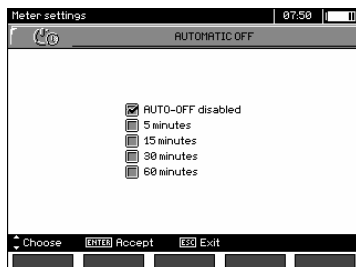 Meter settings 07:50
AUTOMATIC OFF
AUTO-OFF disabled
5 minutes
15 minutes
30 minutes
60 minutes
Choose ENTER Accept ESC Exit